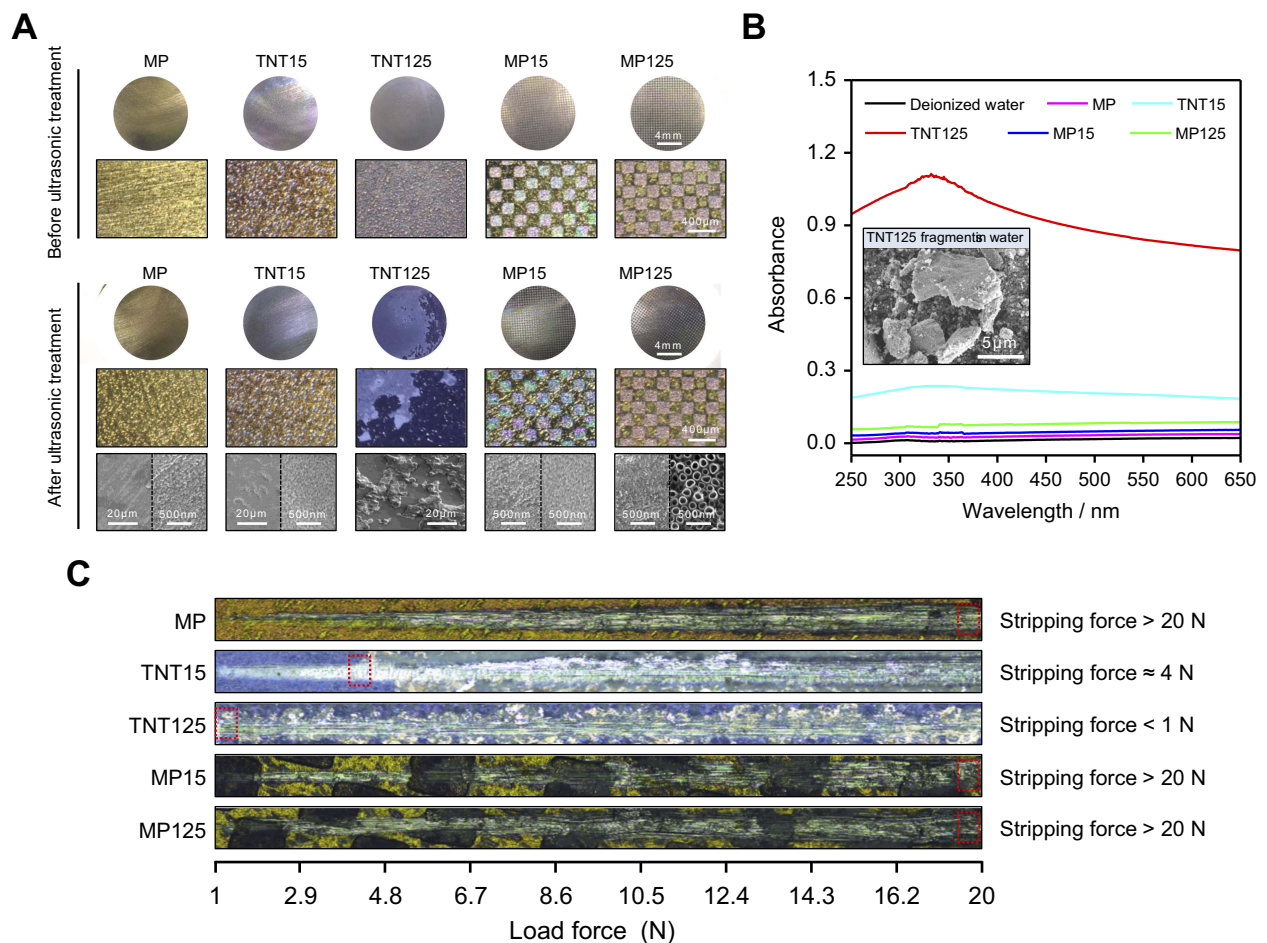 A
Before ultrasonic treatment
MP TNT15 TNT125 MP15 MP125
4mm
400μm
After ultrasonic treatment
MP TNT15 TNT125 MP15 MP125
4mm
400μm
20μm 500nm 20μm 500nm 20μm 500nm 500nm 500nm 500nm
B
Absorbance
1.5
1.2
0.9
0.6
0.3
0.0
Deionized water MP TNT15
TNT125 MP15 MP125
TNT125 fragments in water
5μm
250 300 350 400 450 500 550 600 650
Wavelength / nm
C
MP Stripping force > 20 N
TNT15 Stripping force ≈ 4 N
TNT125 Stripping force < 1 N
MP15 Stripping force > 20 N
MP125 Stripping force > 20 N
1 2.9 4.8 6.7 8.6 10.5 12.4 14.3 16.2 20
Load force (N)